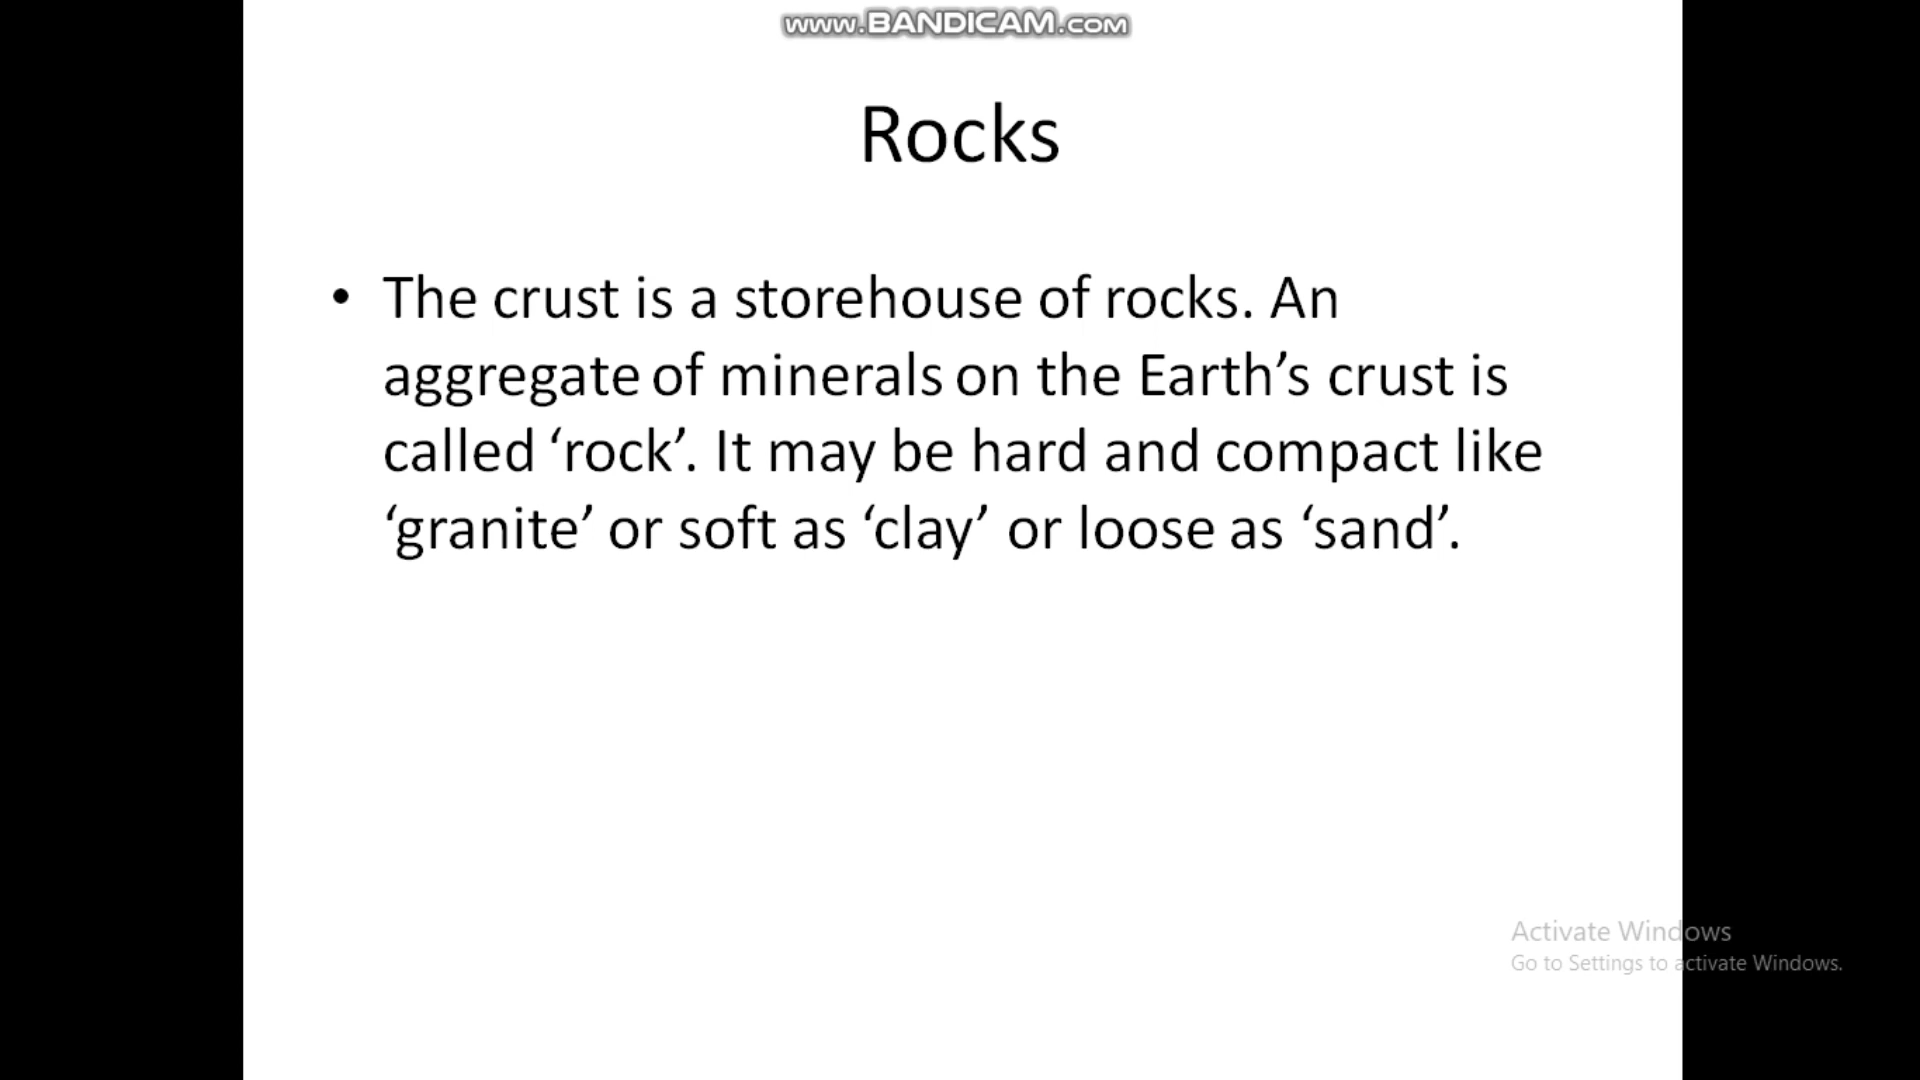 www.BANDICAM.com
Rocks
• The crust is a storehouse of rocks. An
aggregate of minerals on the Earth’s crust is
called ‘rock’. It may be hard and compact like
‘granite’ or soft as ‘clay’ or loose as ‘sand’.
Activate Windows
Go to Settings to activate Windows.